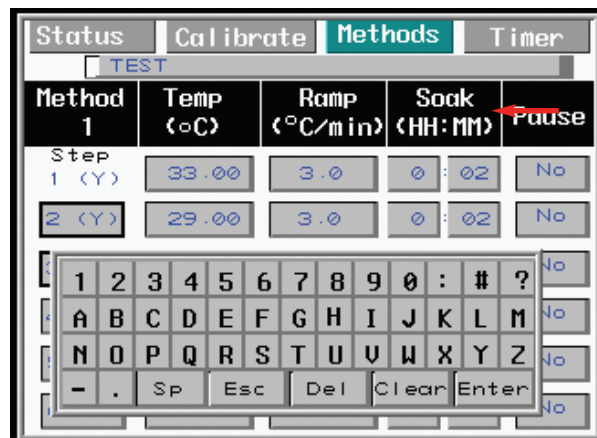 Status Calibrate Methods Timer
TEST
Method Temp Ramp Soak Pause
1 (oC) (°C/min) (HH:MM)
Step
1 (Y) 33.00 3.0 0 : 02 No
2 (Y) 29.00 3.0 0 : 02 No
No
1 2 3 4 5 6 7 8 9 0 : # ?
A B C D E F G H I J K L M No
N O P Q R S T U V W X Y Z No
- . Sp Esc Del Clear Enter
No